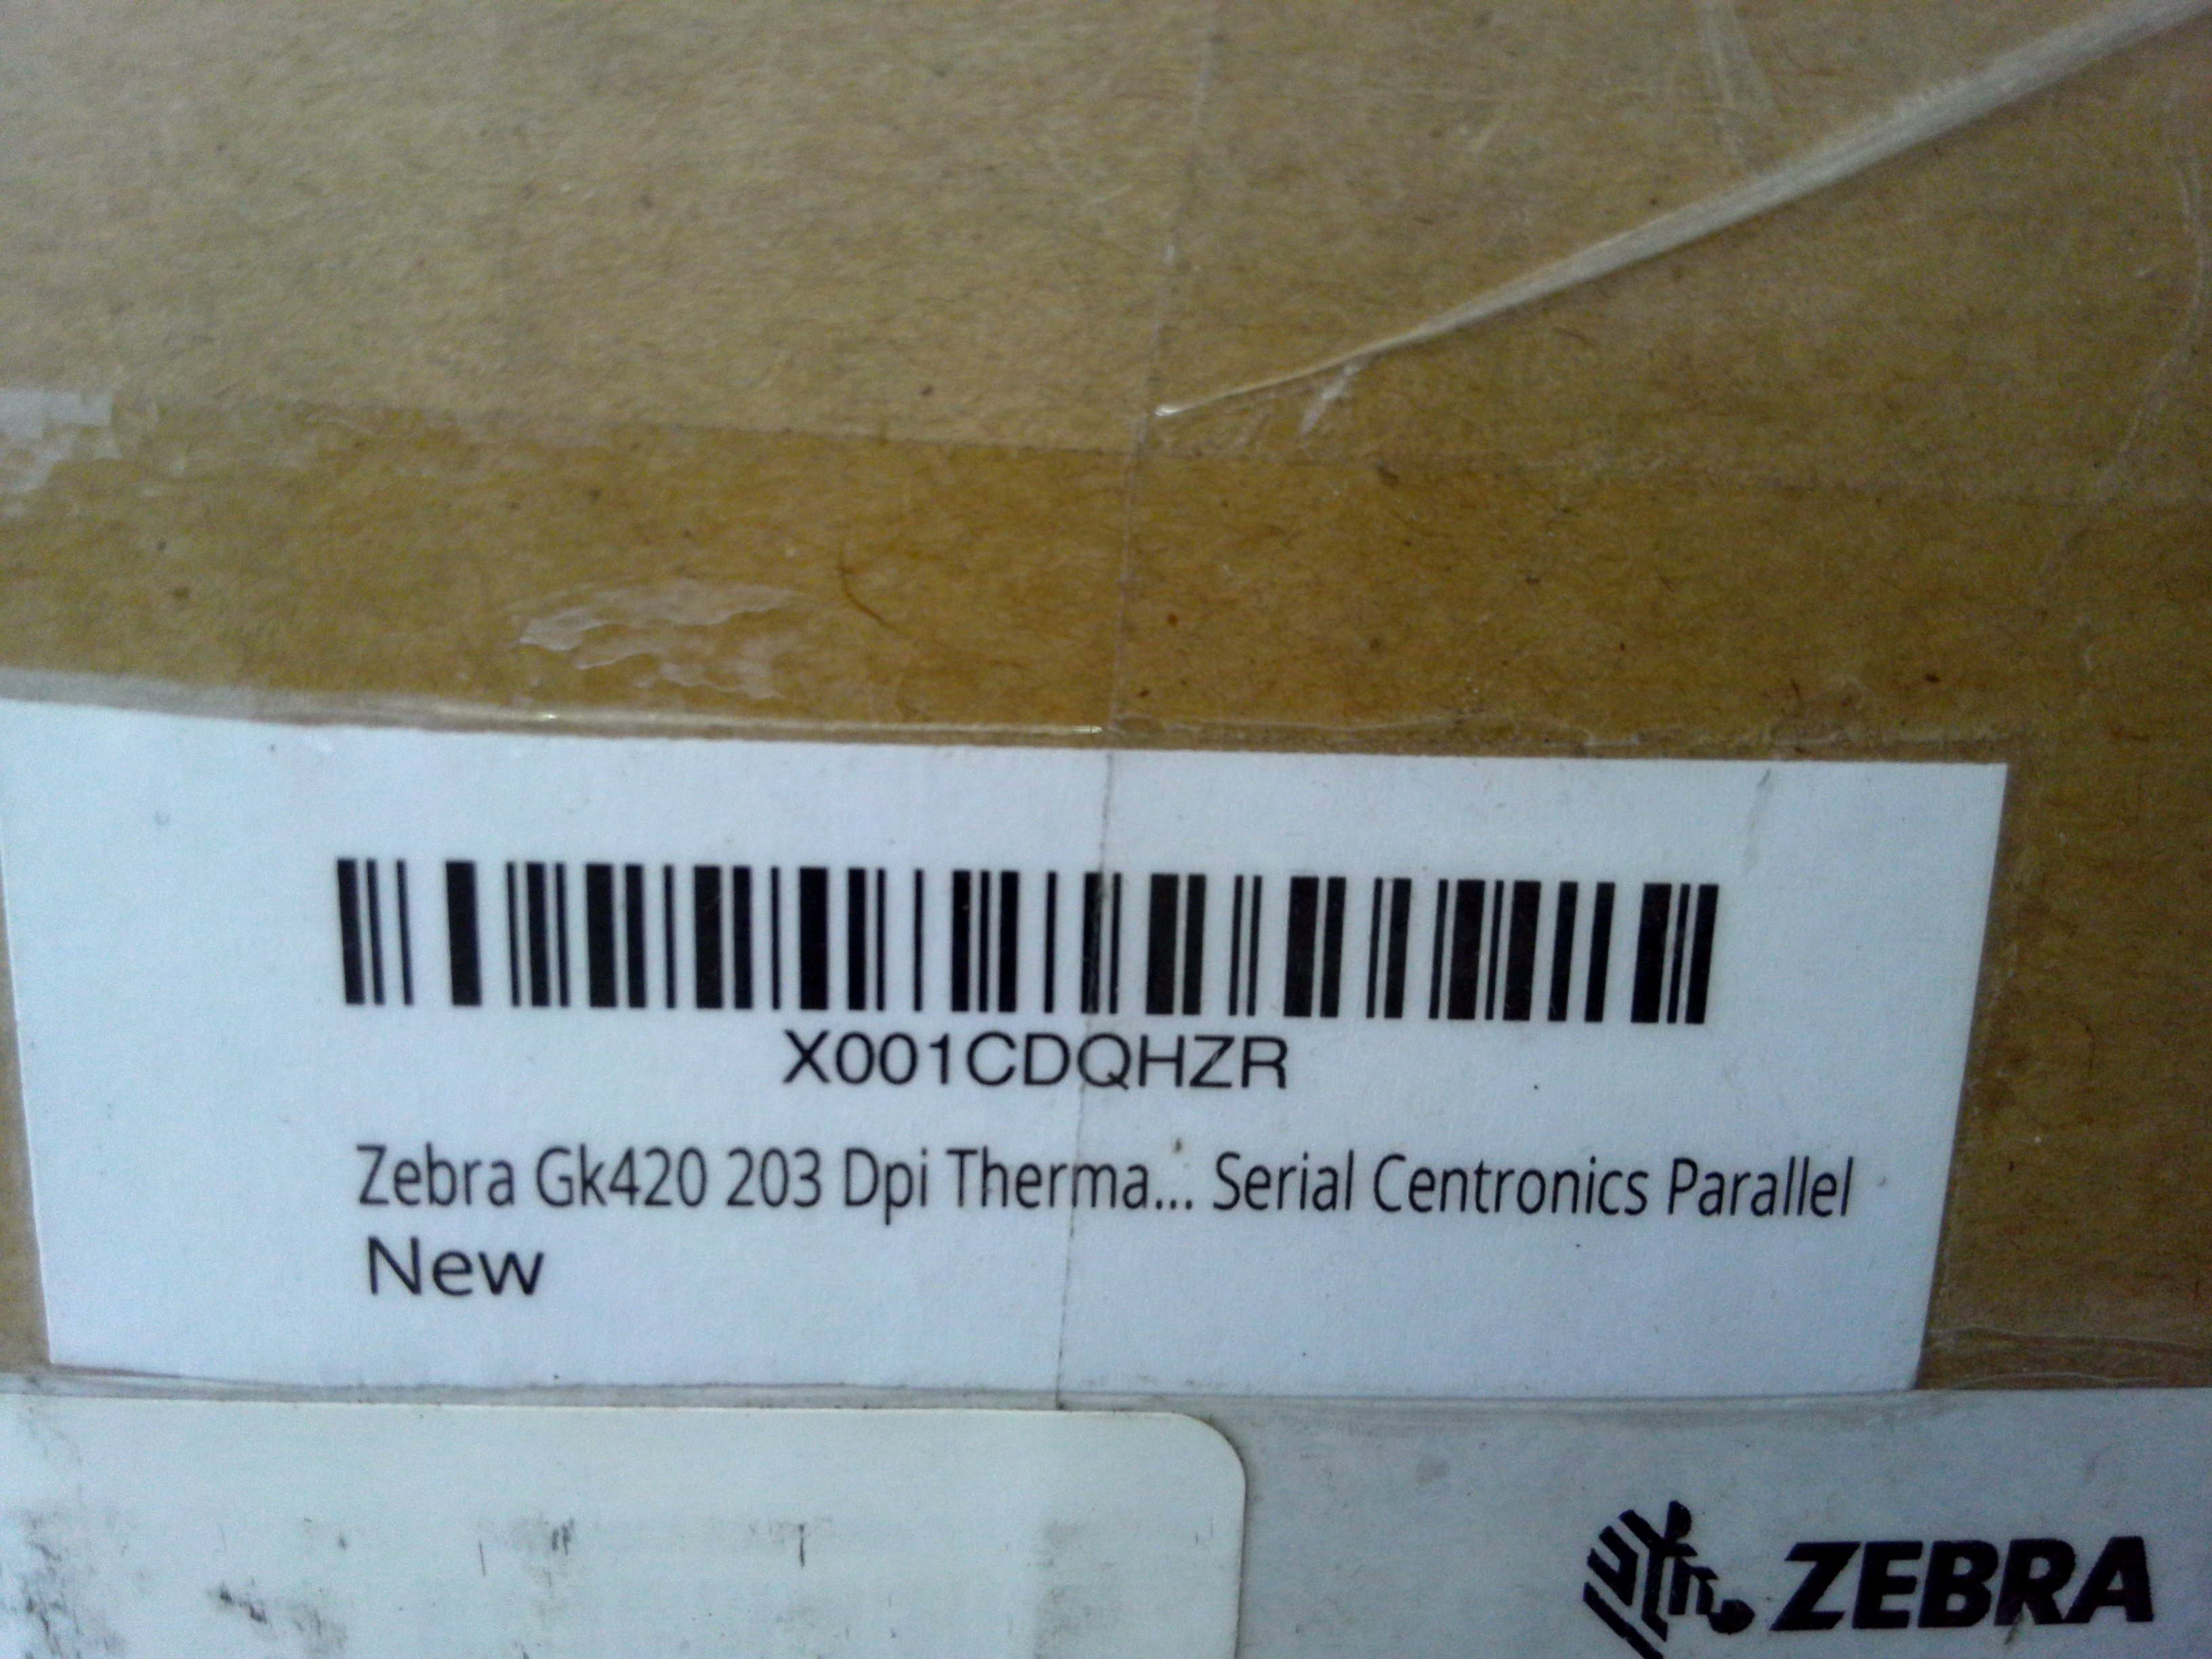 X001CDQHZR
Zebra Gk420 203 Dpi Therma... Serial Centronics Parallel
New
ZEBRA